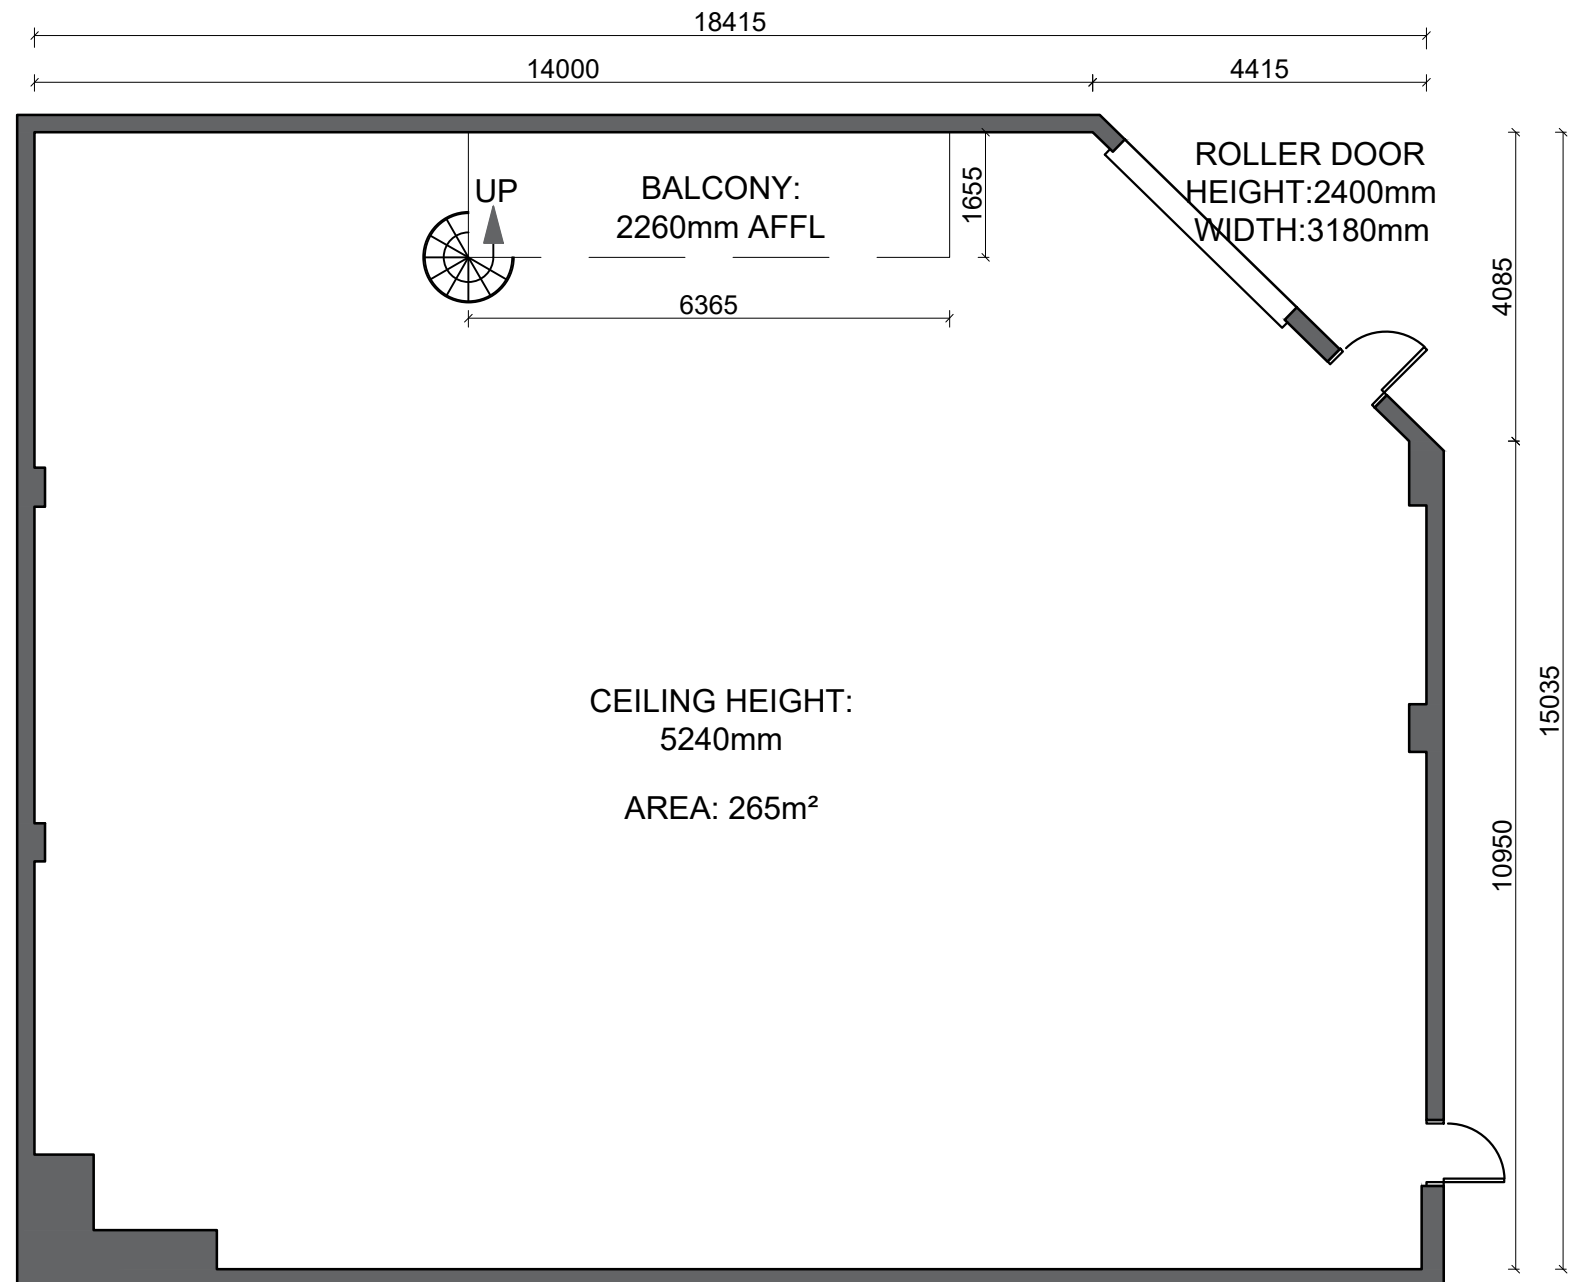 18415
14000
4415
ROLLER DOOR
HEIGHT:2400mm
WIDTH:3180mm
UP
BALCONY:
2260mm AFFL
1655
6365
4085
CEILING HEIGHT:
5240mm
AREA: 265m²
15035
10950